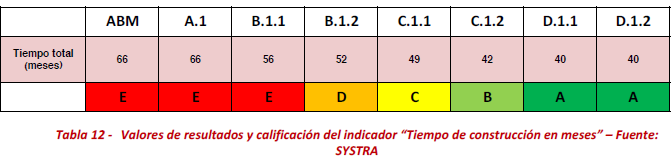 ABM A.1 B.1.1 B.1.2 C.1.1 C.1.2 D.1.1 D.1.2
Tiempo total
(meses) 66 66 56 52 49 42 40 40
E E E D C B A A
Tabla 12 - Valores de resultados y calificación del indicador “Tiempo de construcción en meses” – Fuente:
SYSTRA